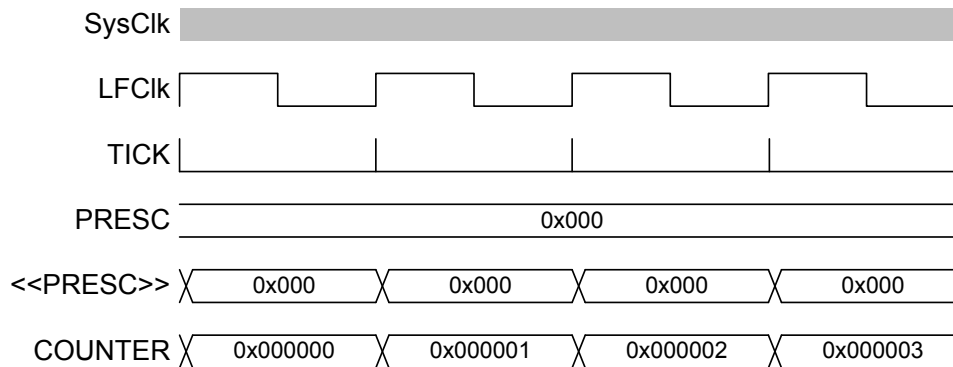 SysClk
LFClk
TICK
PRESC 0x000
<<PRESC>> 0x000 0x000 0x000 0x000
COUNTER 0x000000 0x000001 0x000002 0x000003